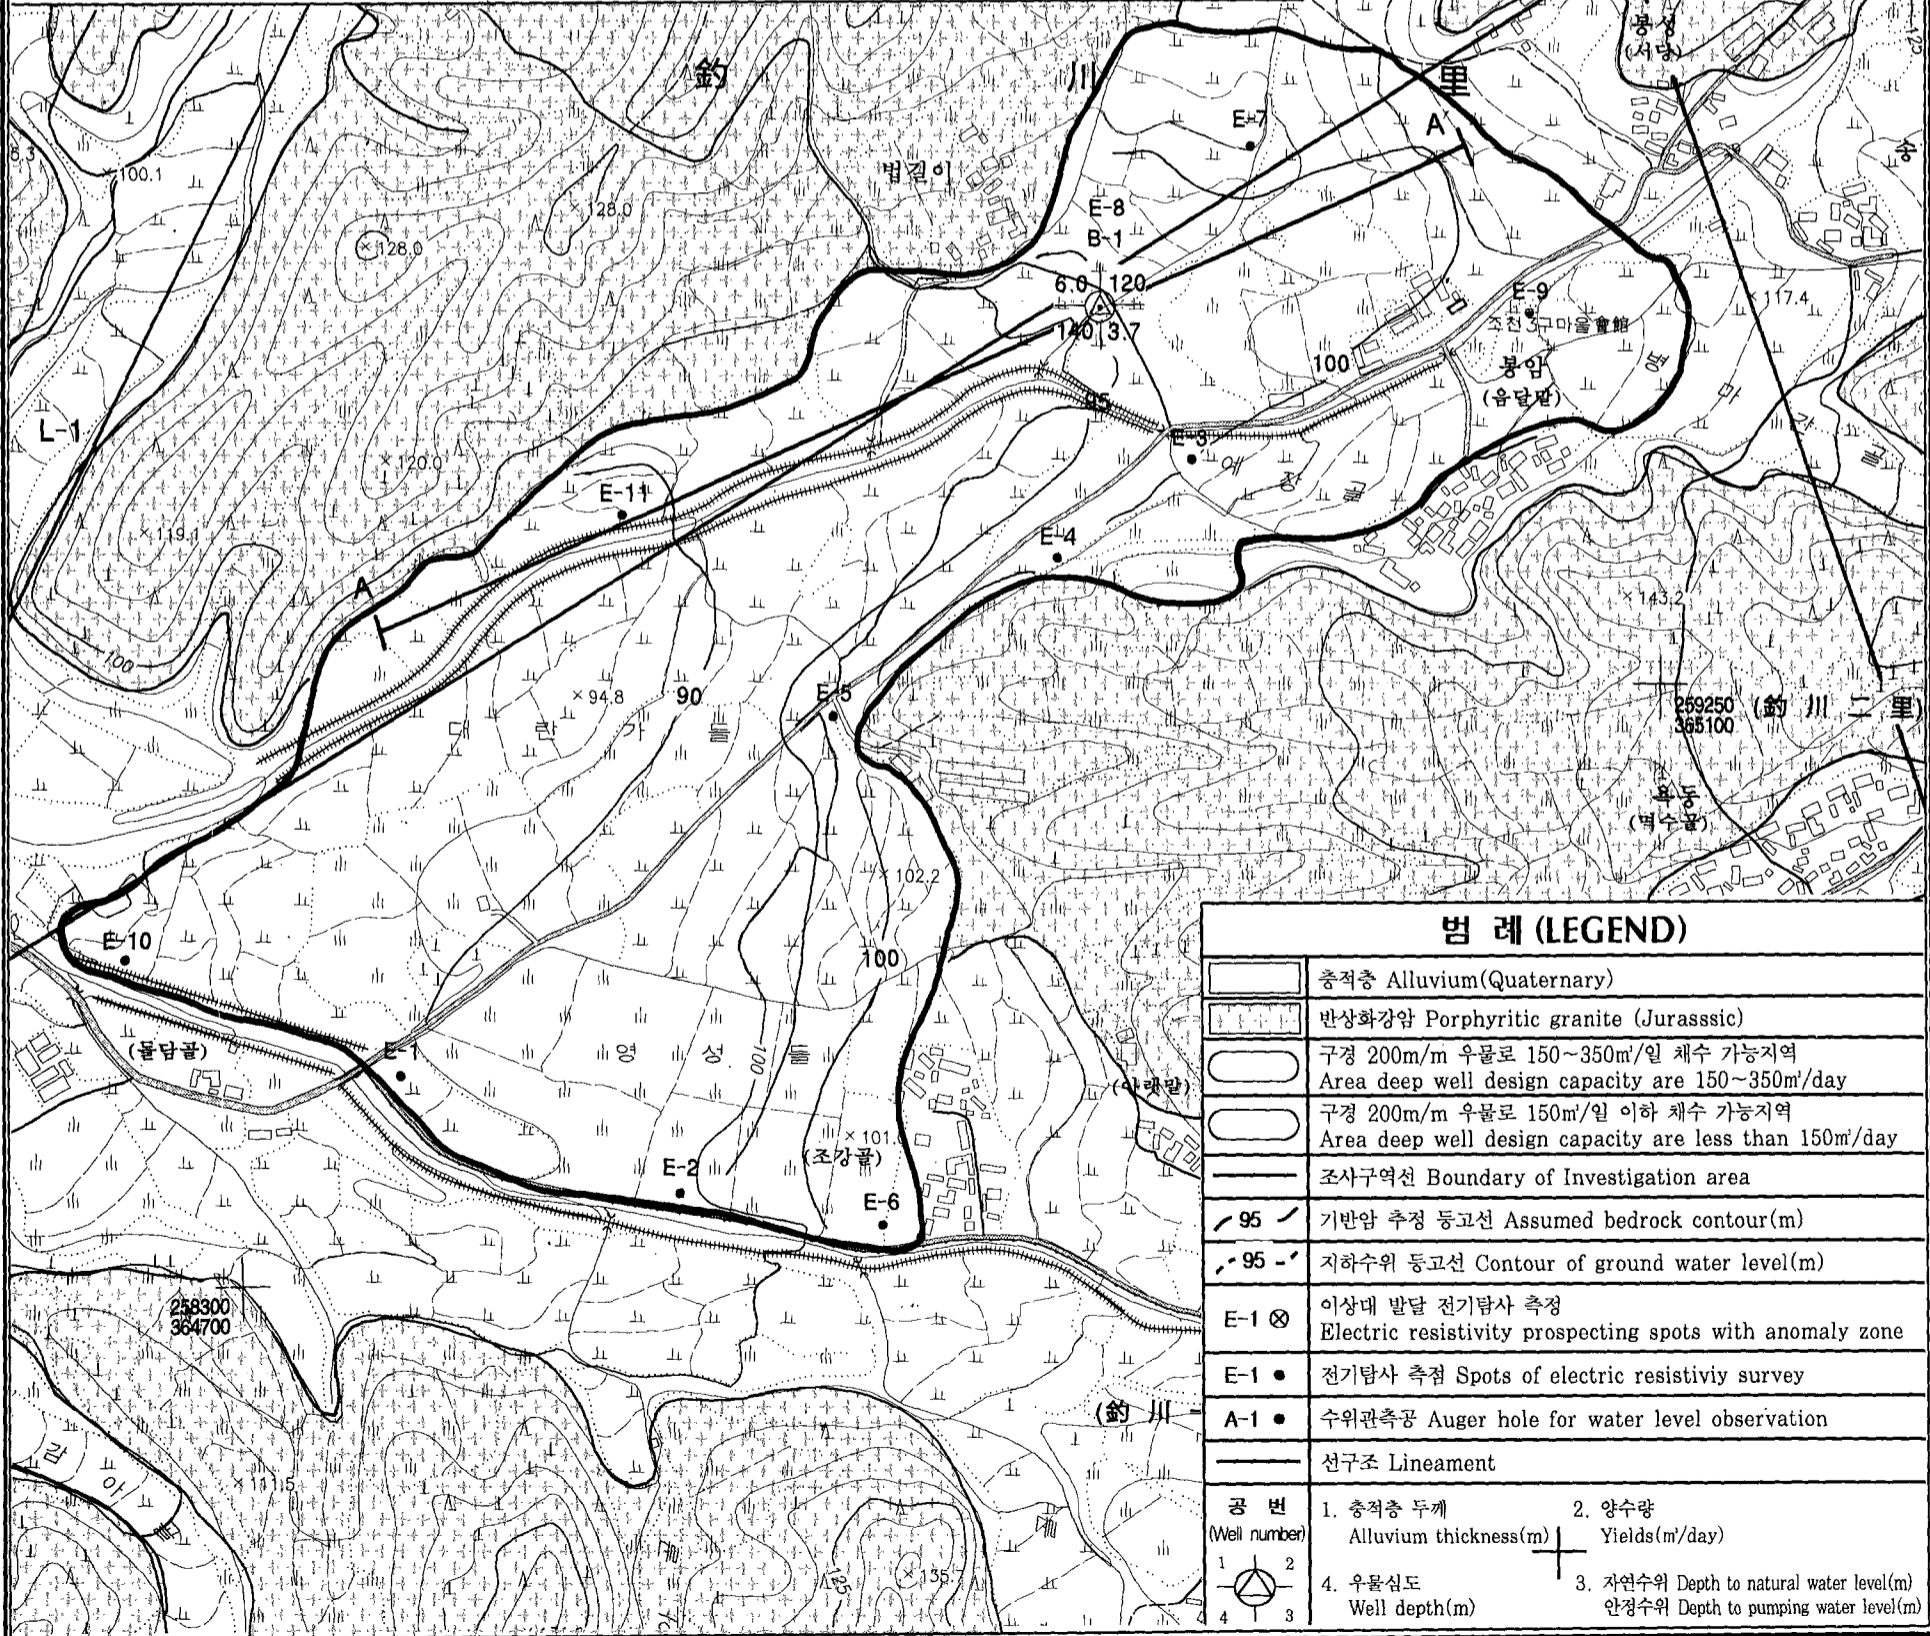 봉성
(서당)
釣 川 里
E-7
A'
송
5.3
100.1
법길이
128.0
128.0
E-8
B-1
6.0 120
140 3.7
E-9
조천3구마을會館
117.4
봉암
(음달말)
100
95
L-1
120.0
E-3
E-11
119.1
E-4
A
143.2
100
94.8
90
E-5
259250
365100
(釣 川 二 里)
대 란 가 들
욕동
(먹수골)
102.2
E-10
100
(돌담골)
E-1
영 성 들
100
(아랫말)
101.
(조강골)
E-2
E-6
258300
364700
(釣 川 一
감 아 골
111.5
125
135.7
범 례 (LEGEND)
충적층 Alluvium(Quaternary)
반상화강암 Porphyritic granite (Jurasssic)
구경 200m/m 우물로 150~350㎥/일 채수 가능지역
Area deep well design capacity are 150~350㎥/day
구경 200m/m 우물로 150㎥/일 이하 채수 가능지역
Area deep well design capacity are less than 150㎥/day
조사구역선 Boundary of Investigation area
95 기반암 추정 등고선 Assumed bedrock contour(m)
95 지하수위 등고선 Contour of ground water level(m)
E-1 ⊗ 이상대 발달 전기탐사 측정
Electric resistivity prospecting spots with anomaly zone
E-1 ● 전기탐사 측점 Spots of electric resistiviy survey
A-1 ● 수위관측공 Auger hole for water level observation
선구조 Lineament
공 번
(Well number)
1 2
4 3
1. 충적층 두께
Alluvium thickness(m)
2. 양수량
Yields(㎥/day)
4. 우물심도
Well depth(m)
3. 자연수위 Depth to natural water level(m)
안정수위 Depth to pumping water level(m)